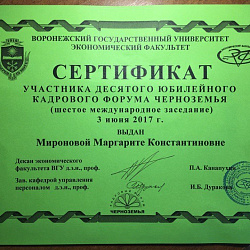 ВОРОНЕЖСКИЙ ГОСУДАРСТВЕННЫЙ УНИВЕРСИТЕТ
ЭКОНОМИЧЕСКИЙ ФАКУЛЬТЕТ
СЕРТИФИКАТ
УЧАСТНИКА ДЕСЯТОГО ЮБИЛЕЙНОГО
КАДРОВОГО ФОРУМА ЧЕРНОЗЕМЬЯ
(шестое международное заседание)
3 июня 2017 г.
ВЫДАН
Мироновой Маргарите Константиновне
Декан экономического
факультета ВГУ д.э.н., проф.
П.А. Канапухин
Зав. кафедрой управления
персоналом д.э.н., проф.
И.Б. Дуракова
ЧЕРНОЗЕМЬЕ